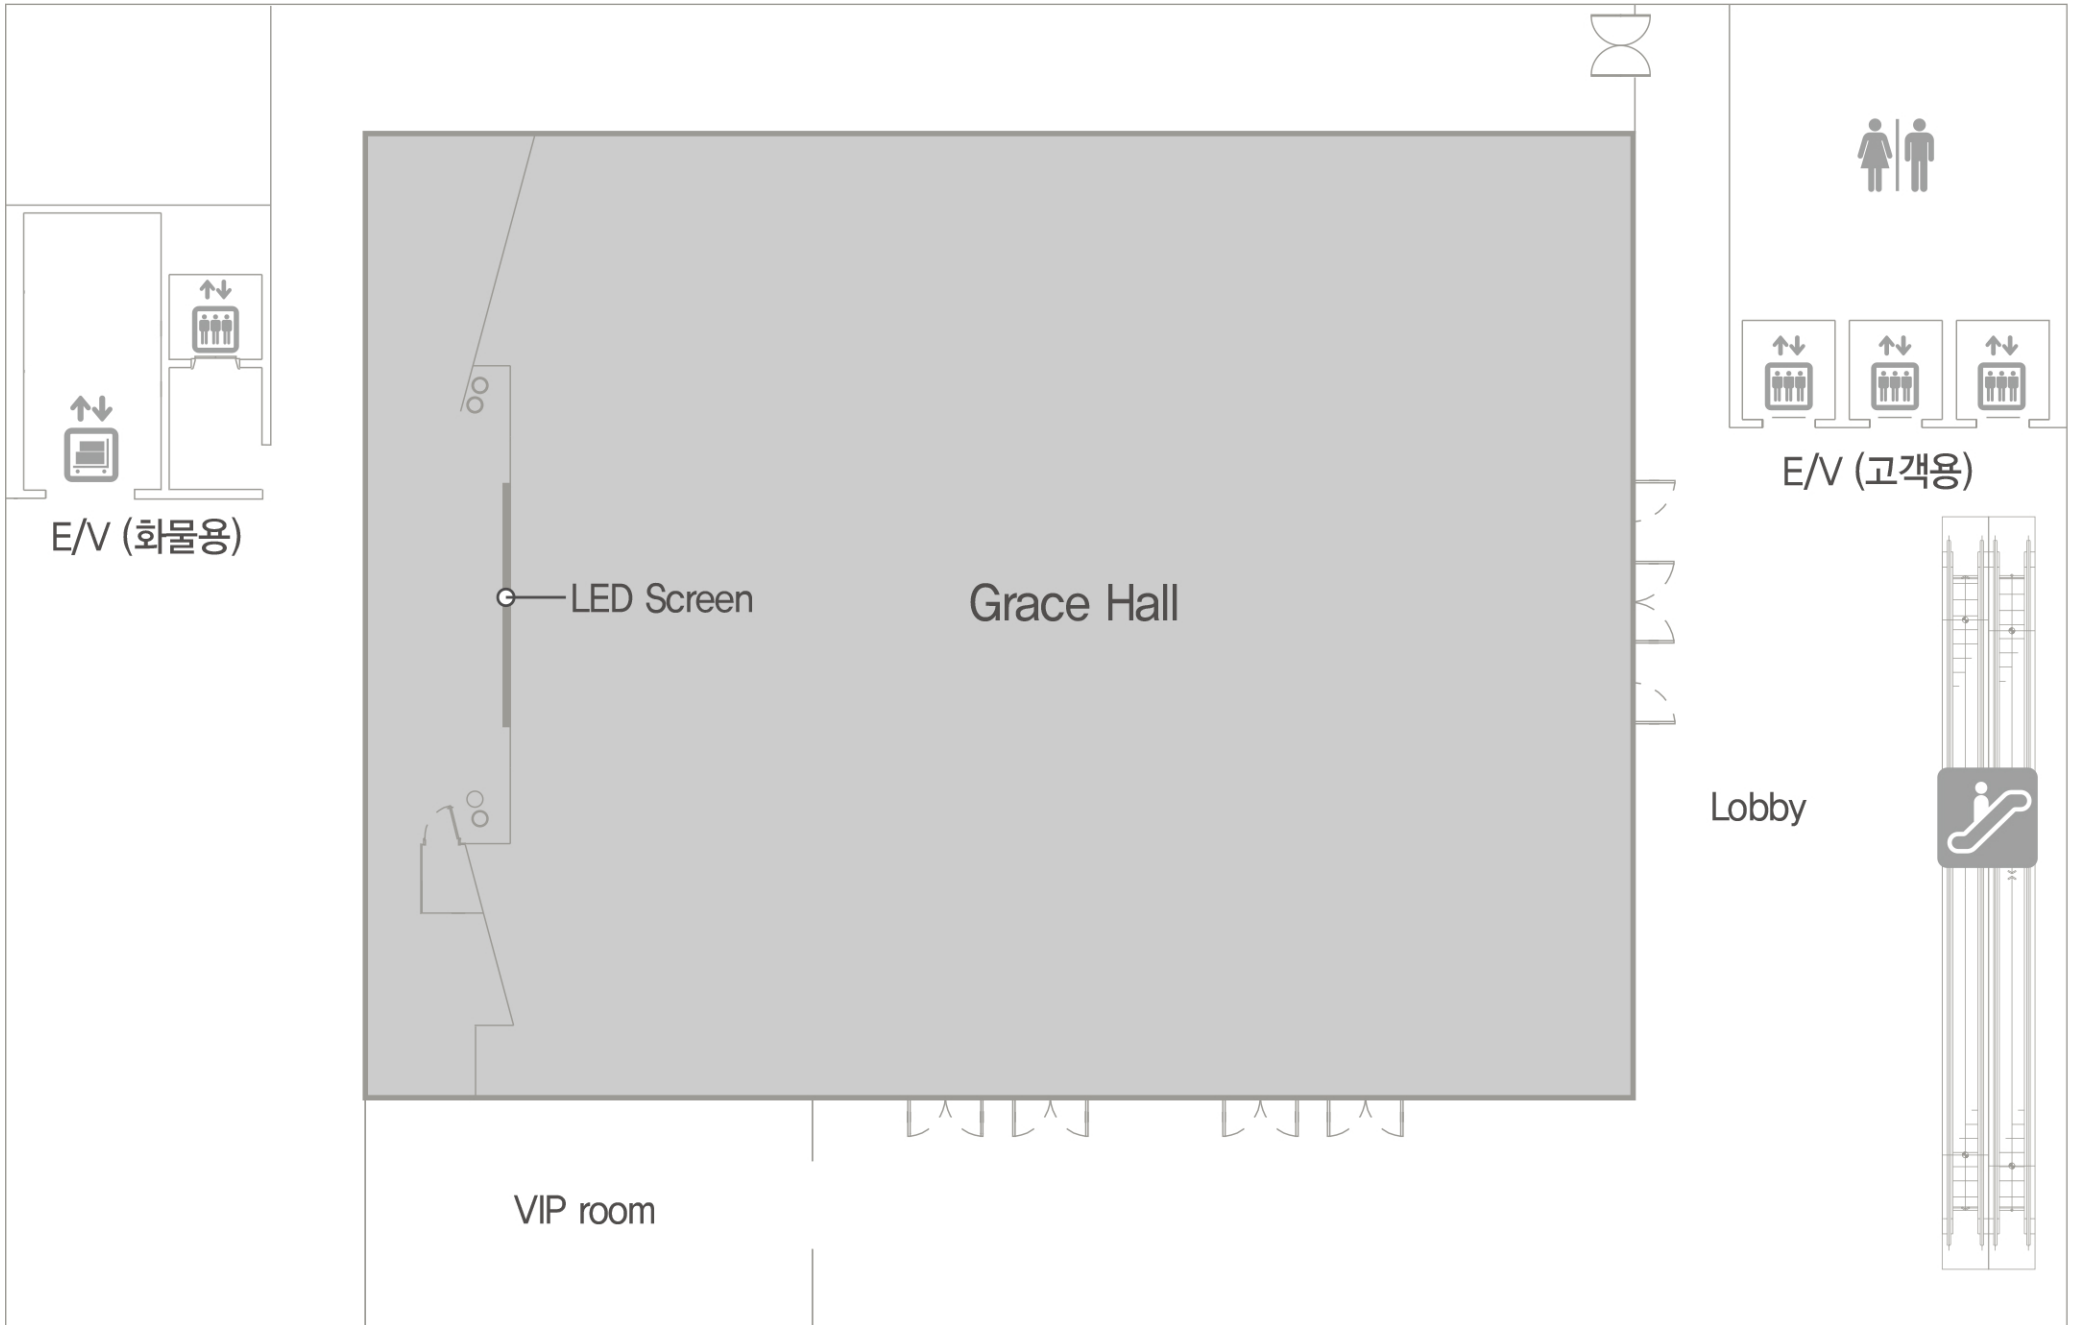 E/V (고객용)
E/V (화물용)
LED Screen
Grace Hall
Lobby
VIP room